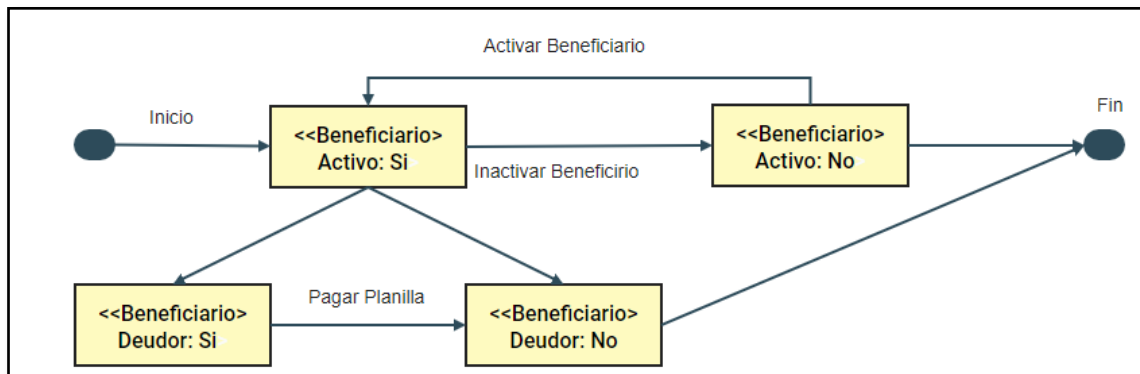 Activar Beneficiario
Inicio
Fin
<<Beneficiario>
Activo: Si
Inactivar Beneficirio
<<Beneficiario>
Activo: No
<<Beneficiario>
Deudor: Si
Pagar Planilla
<<Beneficiario>
Deudor: No